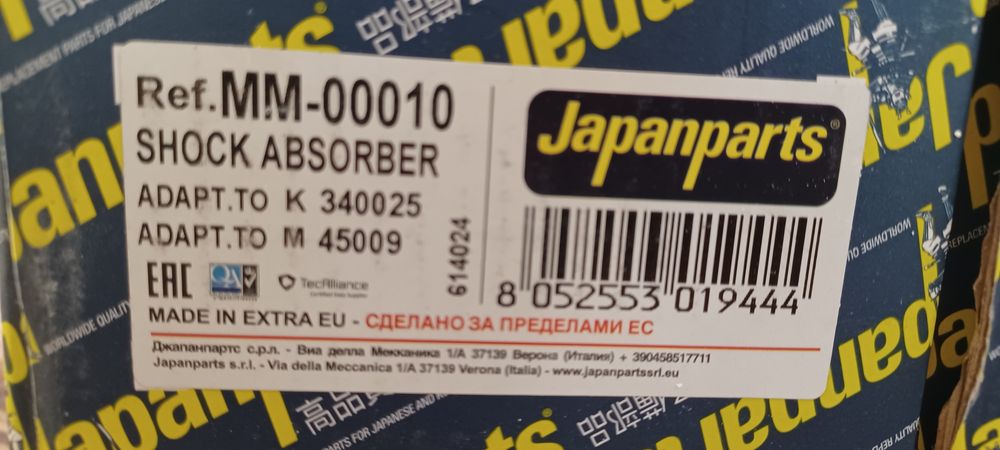 Ref.MM-00010
SHOCK ABSORBER
ADAPT.TO K 340025
ADAPT.TO M 45009
614024
Japanparts®
8 052553 019444
EAC
QA
TecAlliance
MADE IN EXTRA EU - СДЕЛАНО ЗА ПРЕДЕЛАМИ ЕС
Джапанпартс с.р.л. - Виа делла Мекканика 1/A 37139 Верона (Италия) + 390458517711
Japanparts s.r.l. - Via della Meccanica 1/A 37139 Verona (Italia) - www.japanpartssrl.eu